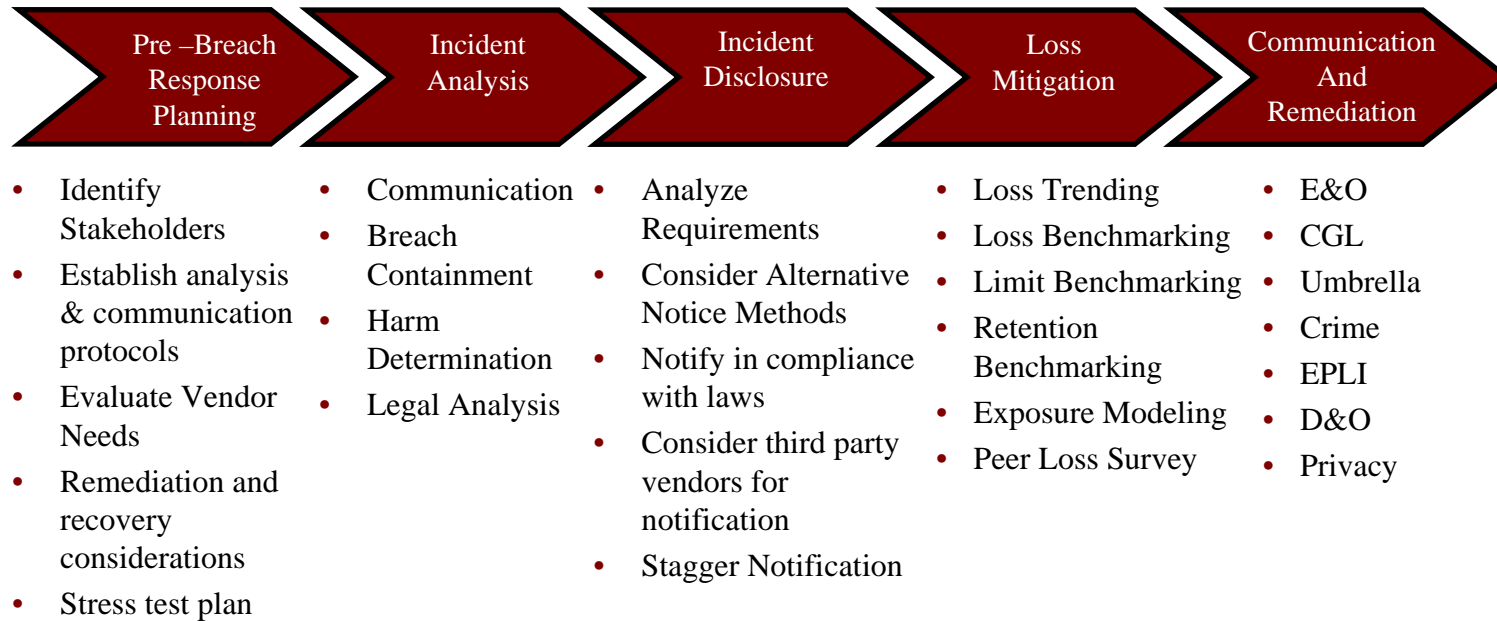 Pre –Breach
Response
Planning
Incident
Analysis
Incident
Disclosure
Loss
Mitigation
Communication
And
Remediation
• Identify
Stakeholders
• Establish analysis
& communication
protocols
• Evaluate Vendor
Needs
• Remediation and
recovery
considerations
• Stress test plan
• Communication
• Breach
Containment
• Harm
Determination
• Legal Analysis
• Analyze
Requirements
• Consider Alternative
Notice Methods
• Notify in compliance
with laws
• Consider third party
vendors for
notification
• Stagger Notification
• Loss Trending
• Loss Benchmarking
• Limit Benchmarking
• Retention
Benchmarking
• Exposure Modeling
• Peer Loss Survey
• E&O
• CGL
• Umbrella
• Crime
• EPLI
• D&O
• Privacy